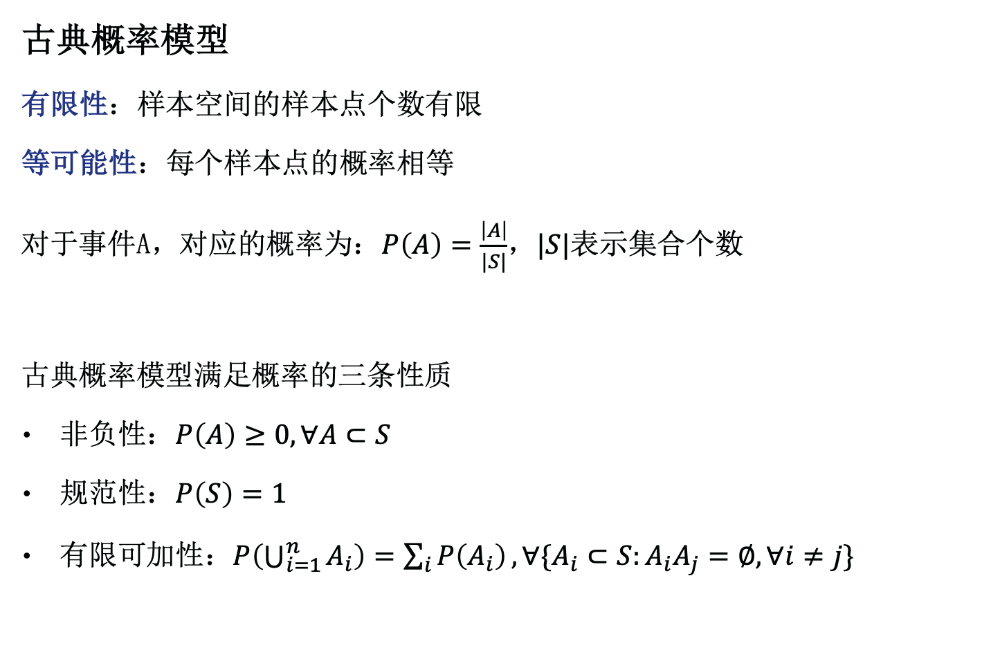 古典概率模型
有限性：样本空间的样本点个数有限
等可能性：每个样本点的概率相等
对于事件A，对应的概率为：$P(A) = \frac{|A|}{|S|}$，$|S|$表示集合个数
古典概率模型满足概率的三条性质
• 非负性：$P(A) \geq 0, \forall A \subset S$
• 规范性：$P(S) = 1$
• 有限可加性：$P(\bigcup_{i=1}^{n} A_i) = \sum_i P(A_i), \forall \{A_i \subset S: A_i A_j = \emptyset, \forall i \neq j\}$